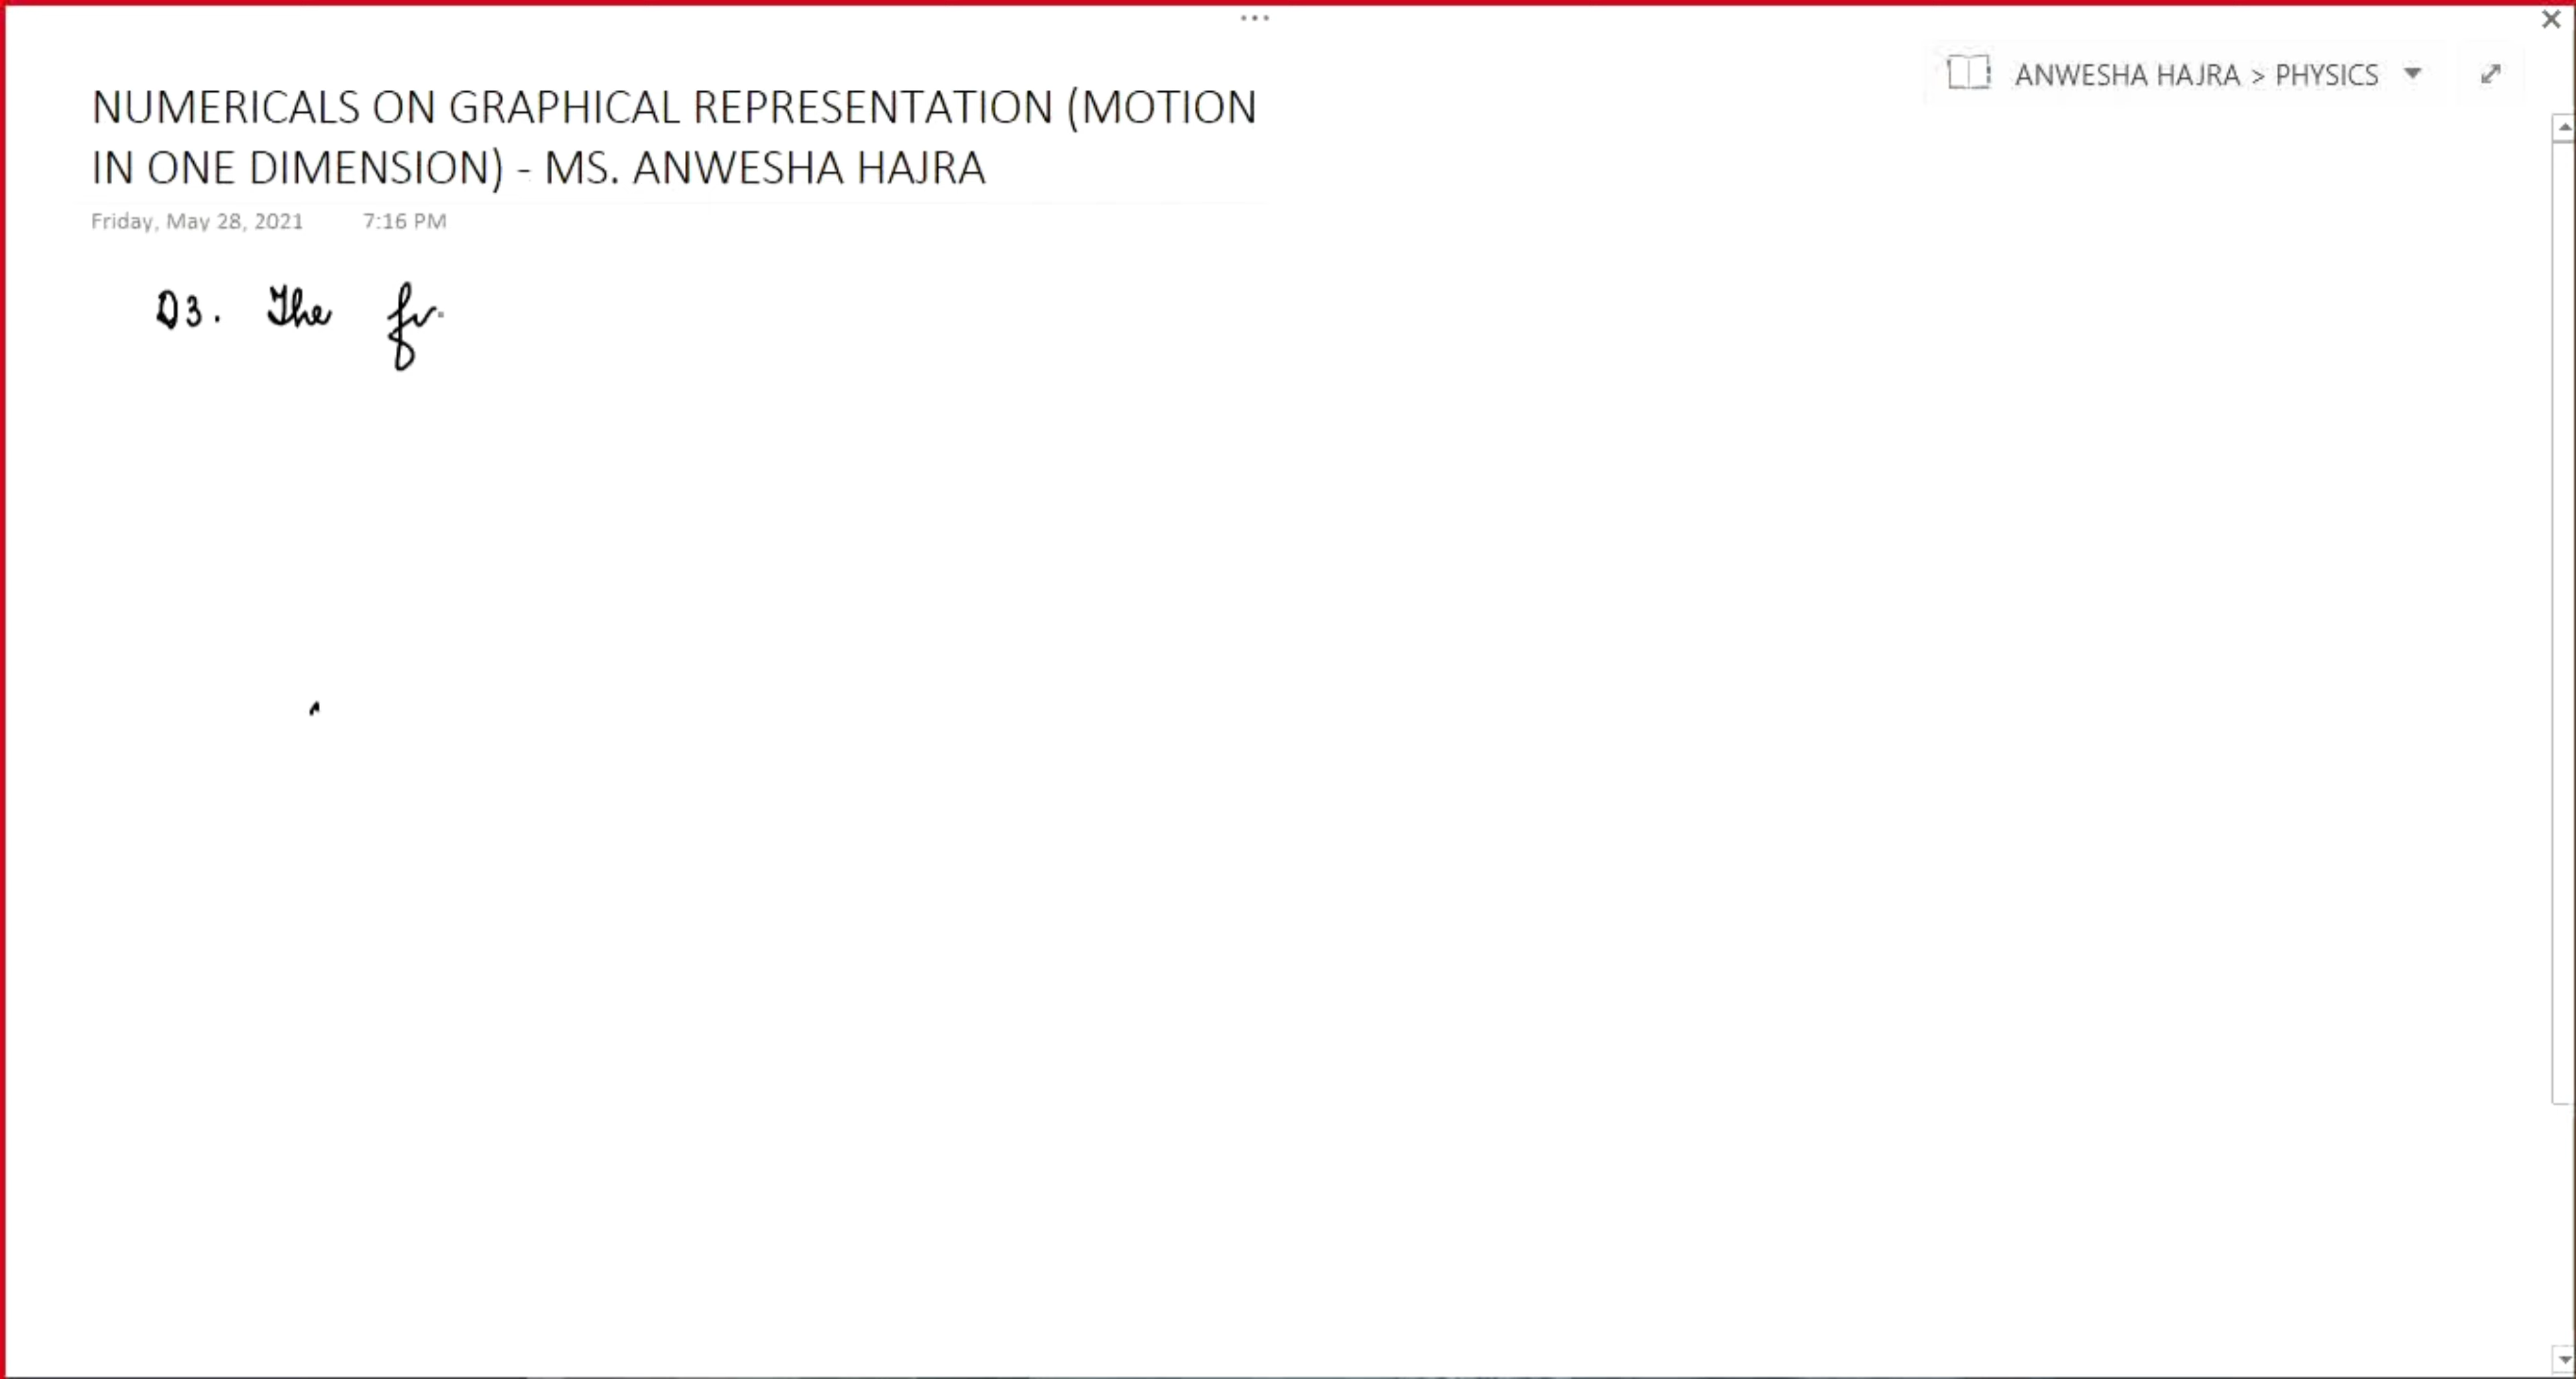 ANWESHA HAJRA > PHYSICS
NUMERICALS ON GRAPHICAL REPRESENTATION (MOTION
IN ONE DIMENSION) - MS. ANWESHA HAJRA
Friday, May 28, 2021 7:16 PM
Q3. The